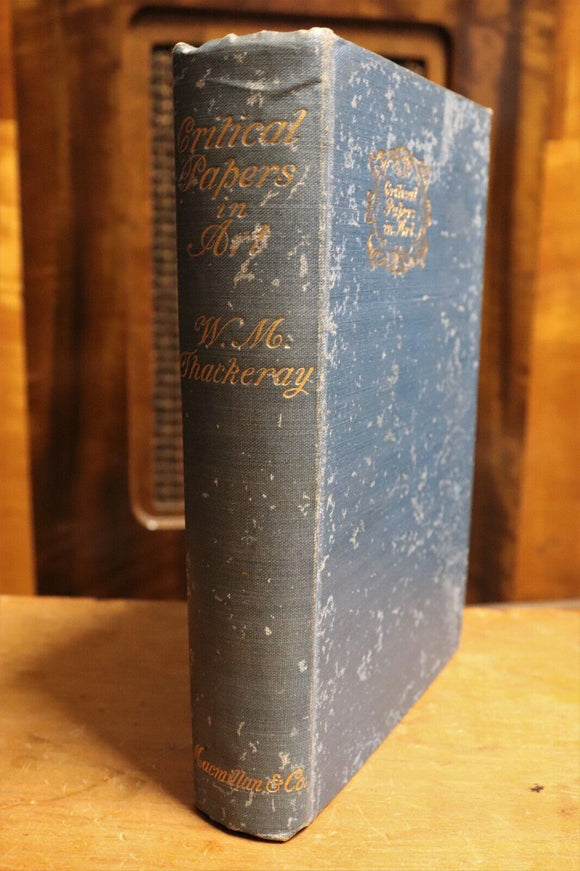 Critical
Papers
in
Art
W. M.
Thackeray
Macmillan & Co.
Critical
Papers
in Art